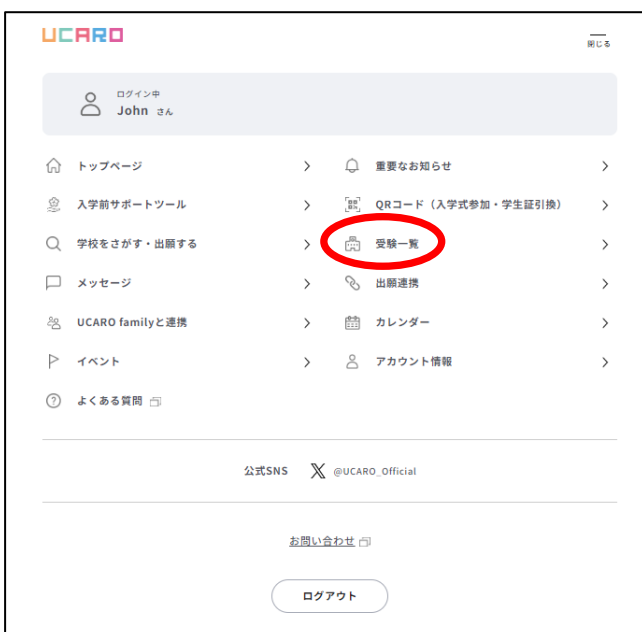 UCARO
閉じる
ログイン中
John さん
トップページ
重要なお知らせ
入学前サポートツール
QRコード（入学式参加・学生証引換）
学校をさがす・出願する
受験一覧
メッセージ
出願連携
UCARO familyと連携
カレンダー
イベント
アカウント情報
よくある質問
公式SNS @UCARO_Official
お問い合わせ
ログアウト